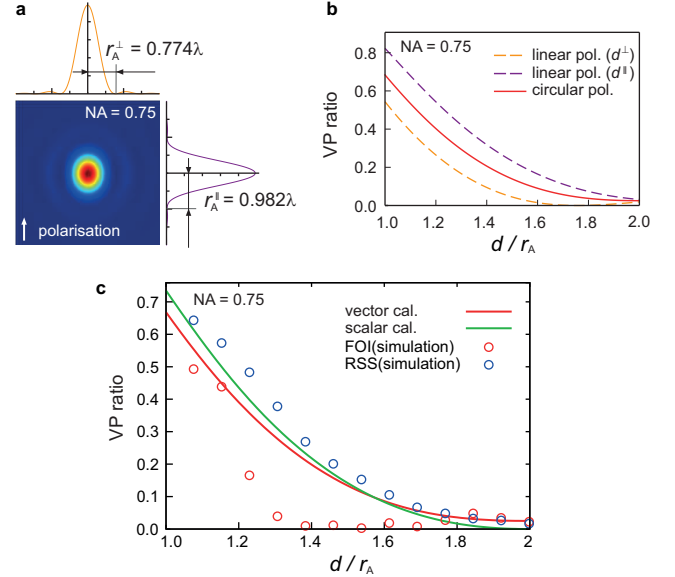 a
r_A^⊥ = 0.774λ
NA = 0.75
polarisation
r_A^∥ = 0.982λ
b
NA = 0.75
linear pol. (d^⊥)
linear pol. (d^∥)
circular pol.
VP ratio
0.8
0.6
0.4
0.2
0.0
1.0 1.2 1.4 1.6 1.8 2.0
d / r_A
c
NA = 0.75
vector cal.
scalar cal.
FOI(simulation)
RSS(simulation)
VP ratio
0.7
0.6
0.5
0.4
0.3
0.2
0.1
0.0
1.0 1.2 1.4 1.6 1.8 2
d / r_A